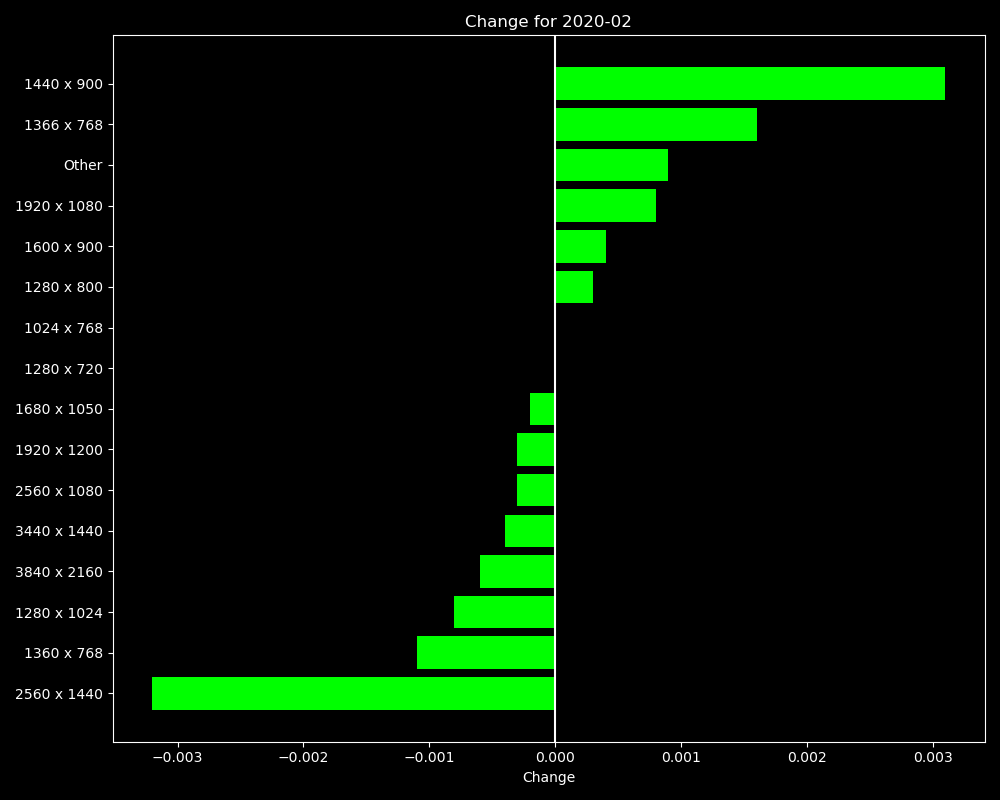 Change for 2020-02
1440 x 900
1366 x 768
Other
1920 x 1080
1600 x 900
1280 x 800
1024 x 768
1280 x 720
1680 x 1050
1920 x 1200
2560 x 1080
3440 x 1440
3840 x 2160
1280 x 1024
1360 x 768
2560 x 1440
−0.003 −0.002 −0.001 0.000 0.001 0.002 0.003
Change